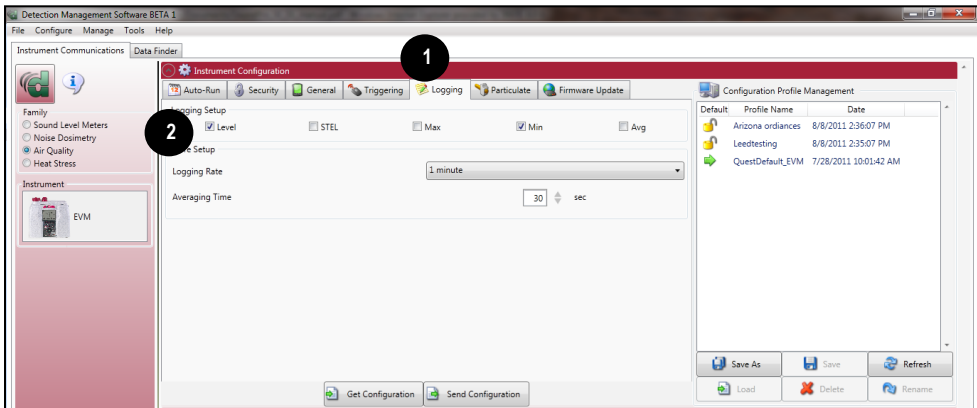 Detection Management Software BETA 1
File Configure Manage Tools Help
Instrument Communications Data Finder
1
Instrument Configuration
Auto-Run Security General Triggering Logging Particulate Firmware Update
Configuration Profile Management
Family
Sound Level Meters
Noise Dosimetry
Air Quality
Heat Stress
Instrument
EVM
Logging Setup
2
Level STEL Max Min Avg
Setup
Logging Rate 1 minute
Averaging Time 30 sec
Default Profile Name Date
Arizona ordiances 8/8/2011 2:36:07 PM
Leedtesting 8/8/2011 2:35:07 PM
QuestDefault_EVM 7/28/2011 10:01:42 AM
Save As Save Refresh
Load Delete Rename
Get Configuration Send Configuration